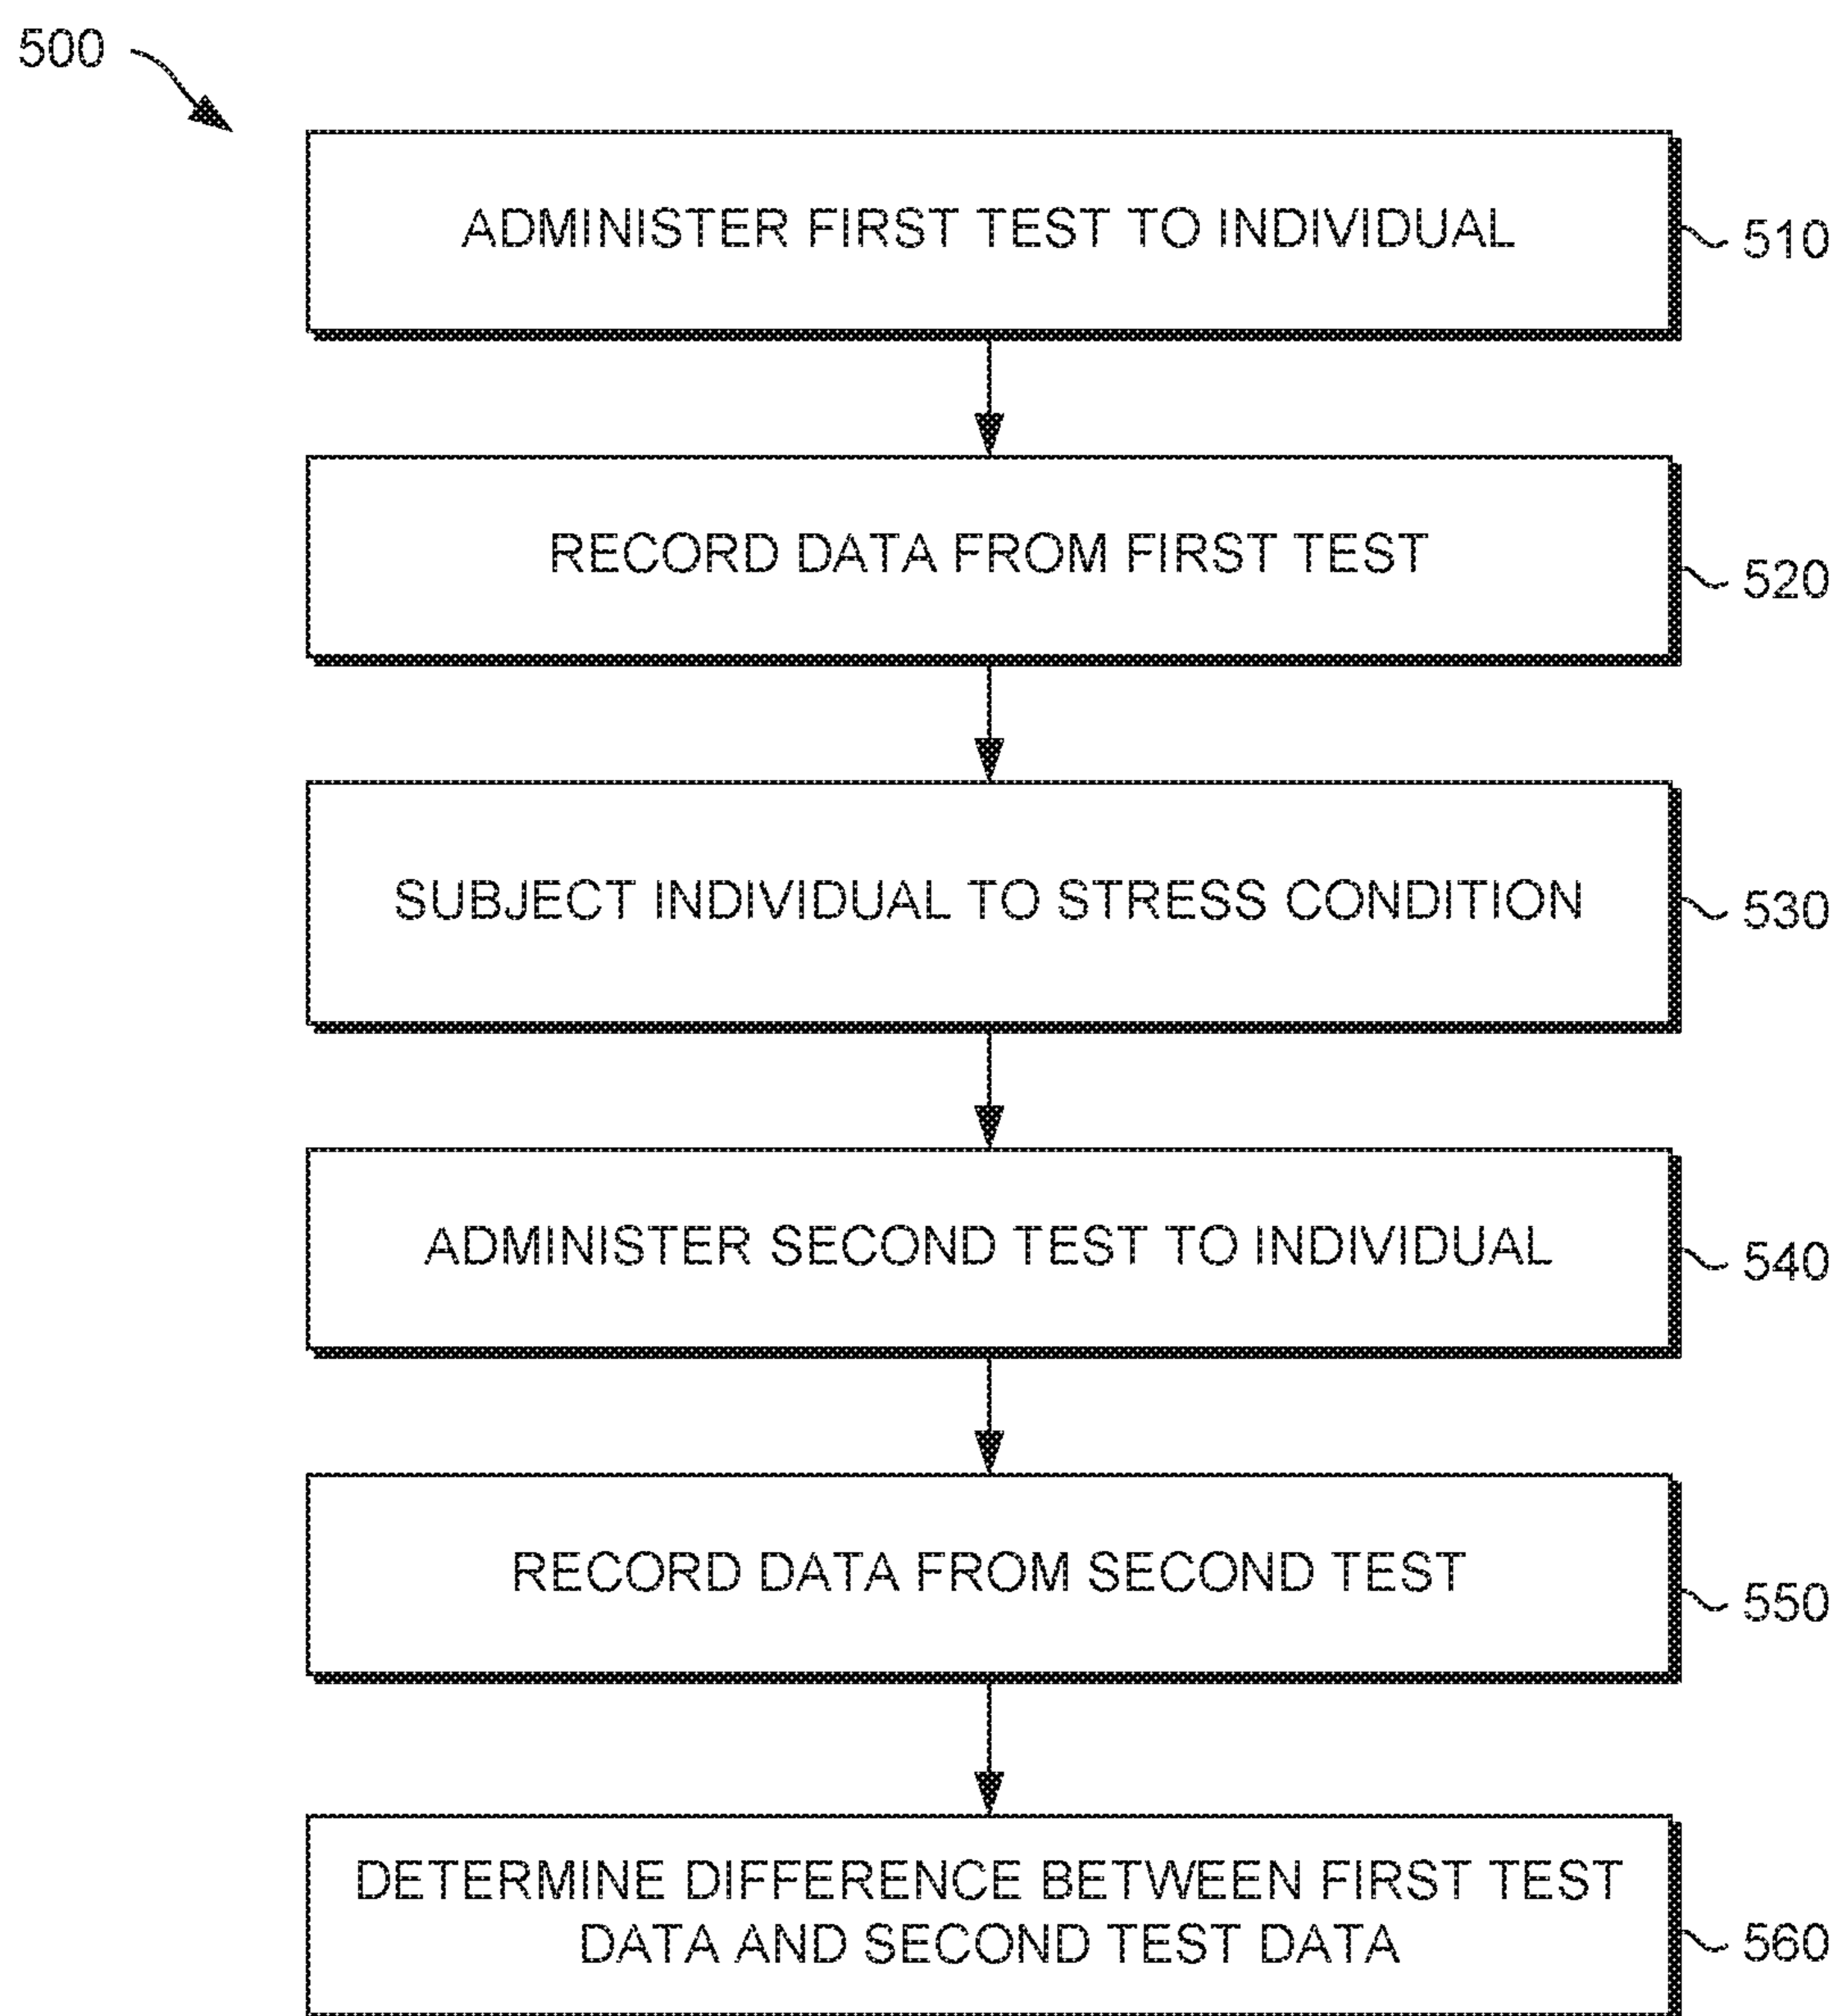 500
ADMINISTER FIRST TEST TO INDIVIDUAL
510
RECORD DATA FROM FIRST TEST
520
SUBJECT INDIVIDUAL TO STRESS CONDITION
530
ADMINISTER SECOND TEST TO INDIVIDUAL
540
RECORD DATA FROM SECOND TEST
550
DETERMINE DIFFERENCE BETWEEN FIRST TEST
DATA AND SECOND TEST DATA
560